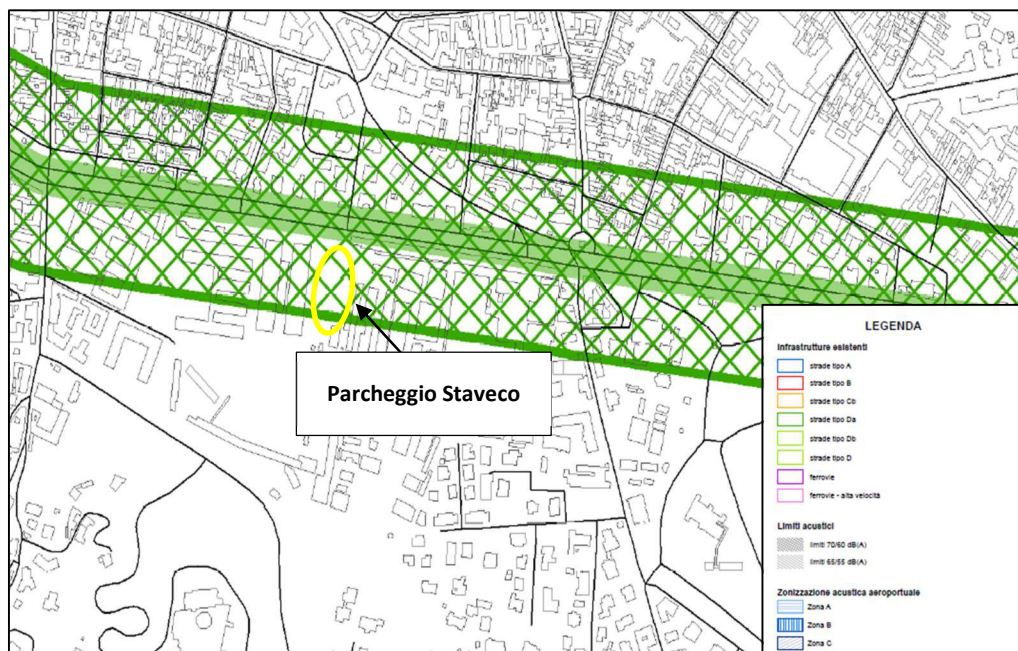 Parcheggio Staveco
LEGENDA
Infrastrutture esistenti
strade tipo A
strade tipo B
strade tipo Cb
strade tipo Da
strade tipo Db
strade tipo D
ferrovie
ferrovie - alta velocità
Limiti acustici
limiti 70/60 dB(A)
limiti 65/55 dB(A)
Zonizzazione acustica aeroportuale
Zona A
Zona B
Zona C